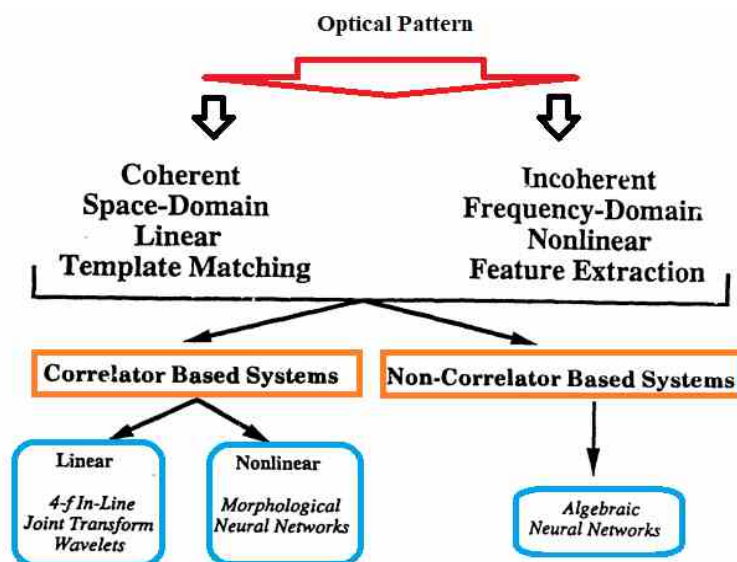 Optical Pattern
Coherent
Space-Domain
Linear
Template Matching
Incoherent
Frequency-Domain
Nonlinear
Feature Extraction
Correlator Based Systems
Non-Correlator Based Systems
Linear
4-f In-Line
Joint Transform
Wavelets
Nonlinear
Morphological
Neural Networks
Algebraic
Neural Networks